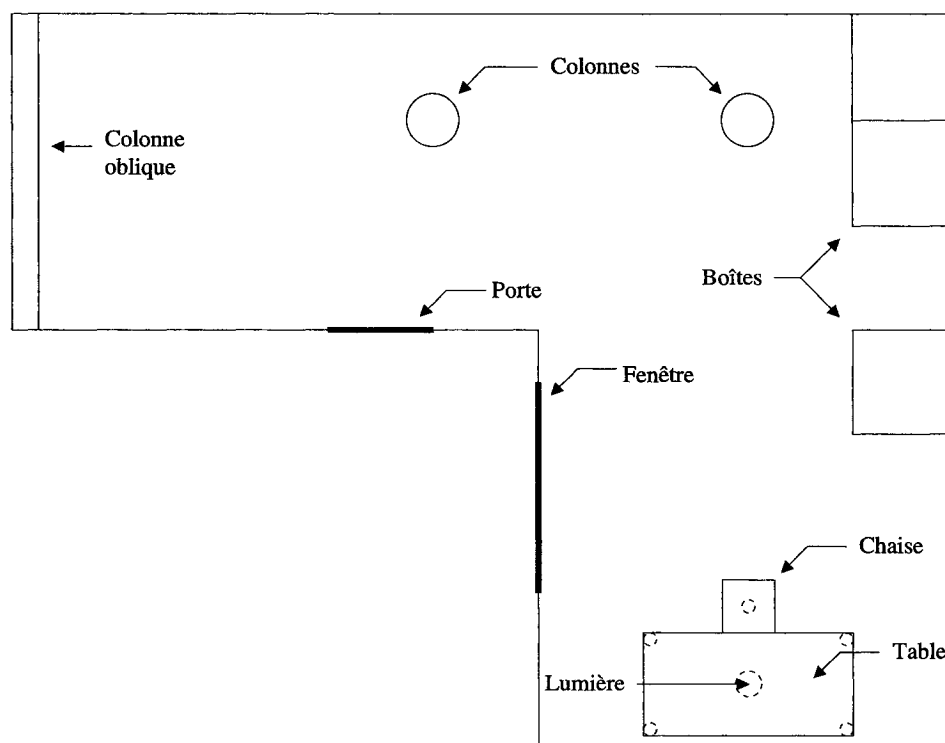 Colonnes
Colonne
oblique
Boîtes
Porte
Fenêtre
Chaise
Table
Lumière